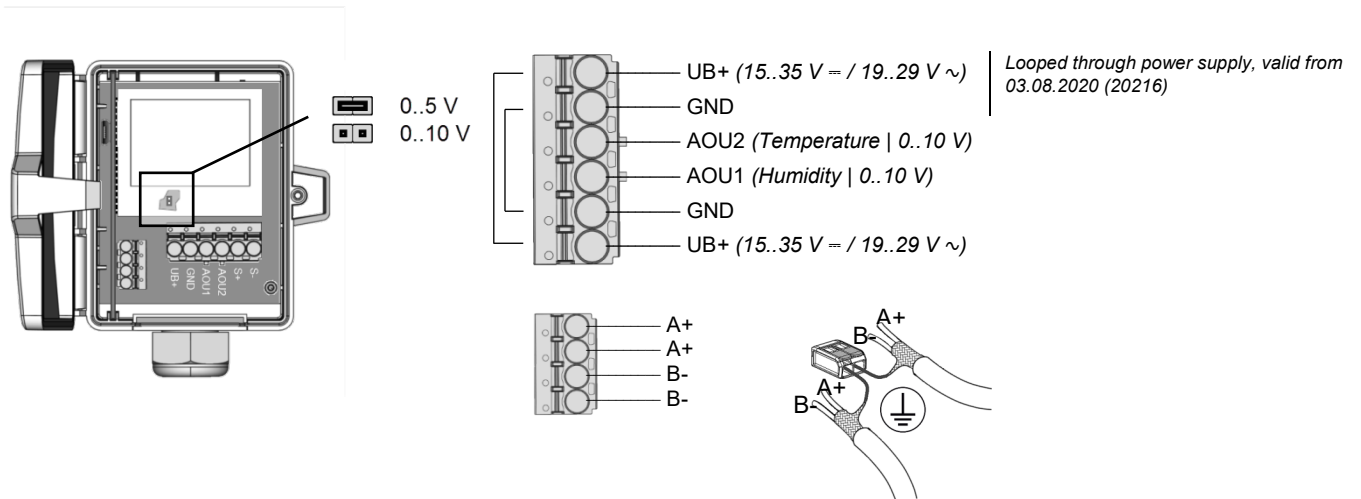 0..5 V
0..10 V
UB+ (15..35 V ⎓ / 19..29 V ∿)
GND
AOU2 (Temperature | 0..10 V)
AOU1 (Humidity | 0..10 V)
GND
UB+ (15..35 V ⎓ / 19..29 V ∿)
Looped through power supply, valid from
03.08.2020 (20216)
UB+
GND
AOU1
AOU2
S+
S-
A+
A+
B-
B-
A+
B-
A+
B-